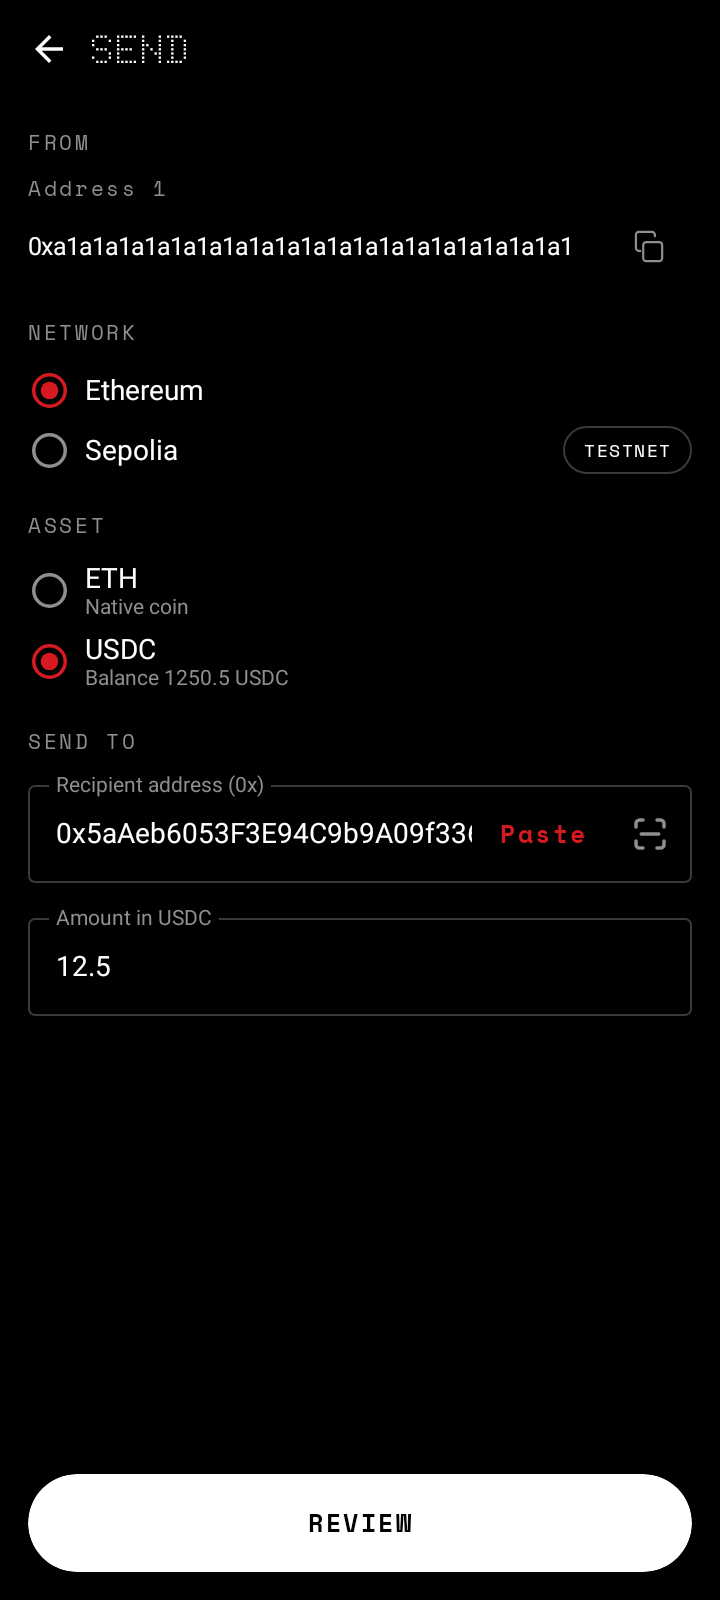 SEND
FROM
Address 1
0xa1a1a1a1a1a1a1a1a1a1a1a1a1a1a1a1a1a1a1a1
NETWORK
Ethereum
Sepolia
TESTNET
ASSET
ETH
Native coin
USDC
Balance 1250.5 USDC
SEND TO
Recipient address (0x)
0x5aAeb6053F3E94C9b9A09f336
Paste
Amount in USDC
12.5
REVIEW